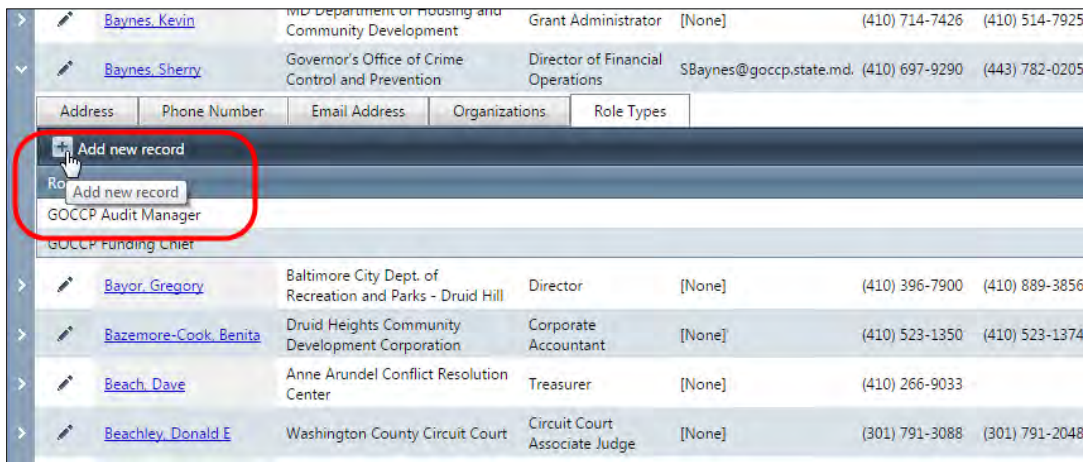 MD Department of Housing and
Baynes, Kevin Grant Administrator [None] (410) 714-7426 (410) 514-7925
Community Development
Governor's Office of Crime Director of Financial
Baynes, Sherry SBaynes@goccp.state.md. (410) 697-9290 (443) 782-0205
Control and Prevention Operations
Address Phone Number Email Address Organizations Role Types
Add new record
Add new record
GOCCP Audit Manager
GOCCP Funding Chief
Baltimore City Dept. of
Bayor, Gregory Director [None] (410) 396-7900 (410) 889-3856
Recreation and Parks - Druid Hill
Druid Heights Community Corporate
Bazemore-Cook, Benita [None] (410) 523-1350 (410) 523-1374
Development Corporation Accountant
Anne Arundel Conflict Resolution
Beach, Dave Treasurer [None] (410) 266-9033
Center
Circuit Court
Beachley, Donald E Washington County Circuit Court [None] (301) 791-3088 (301) 791-2048
Associate Judge